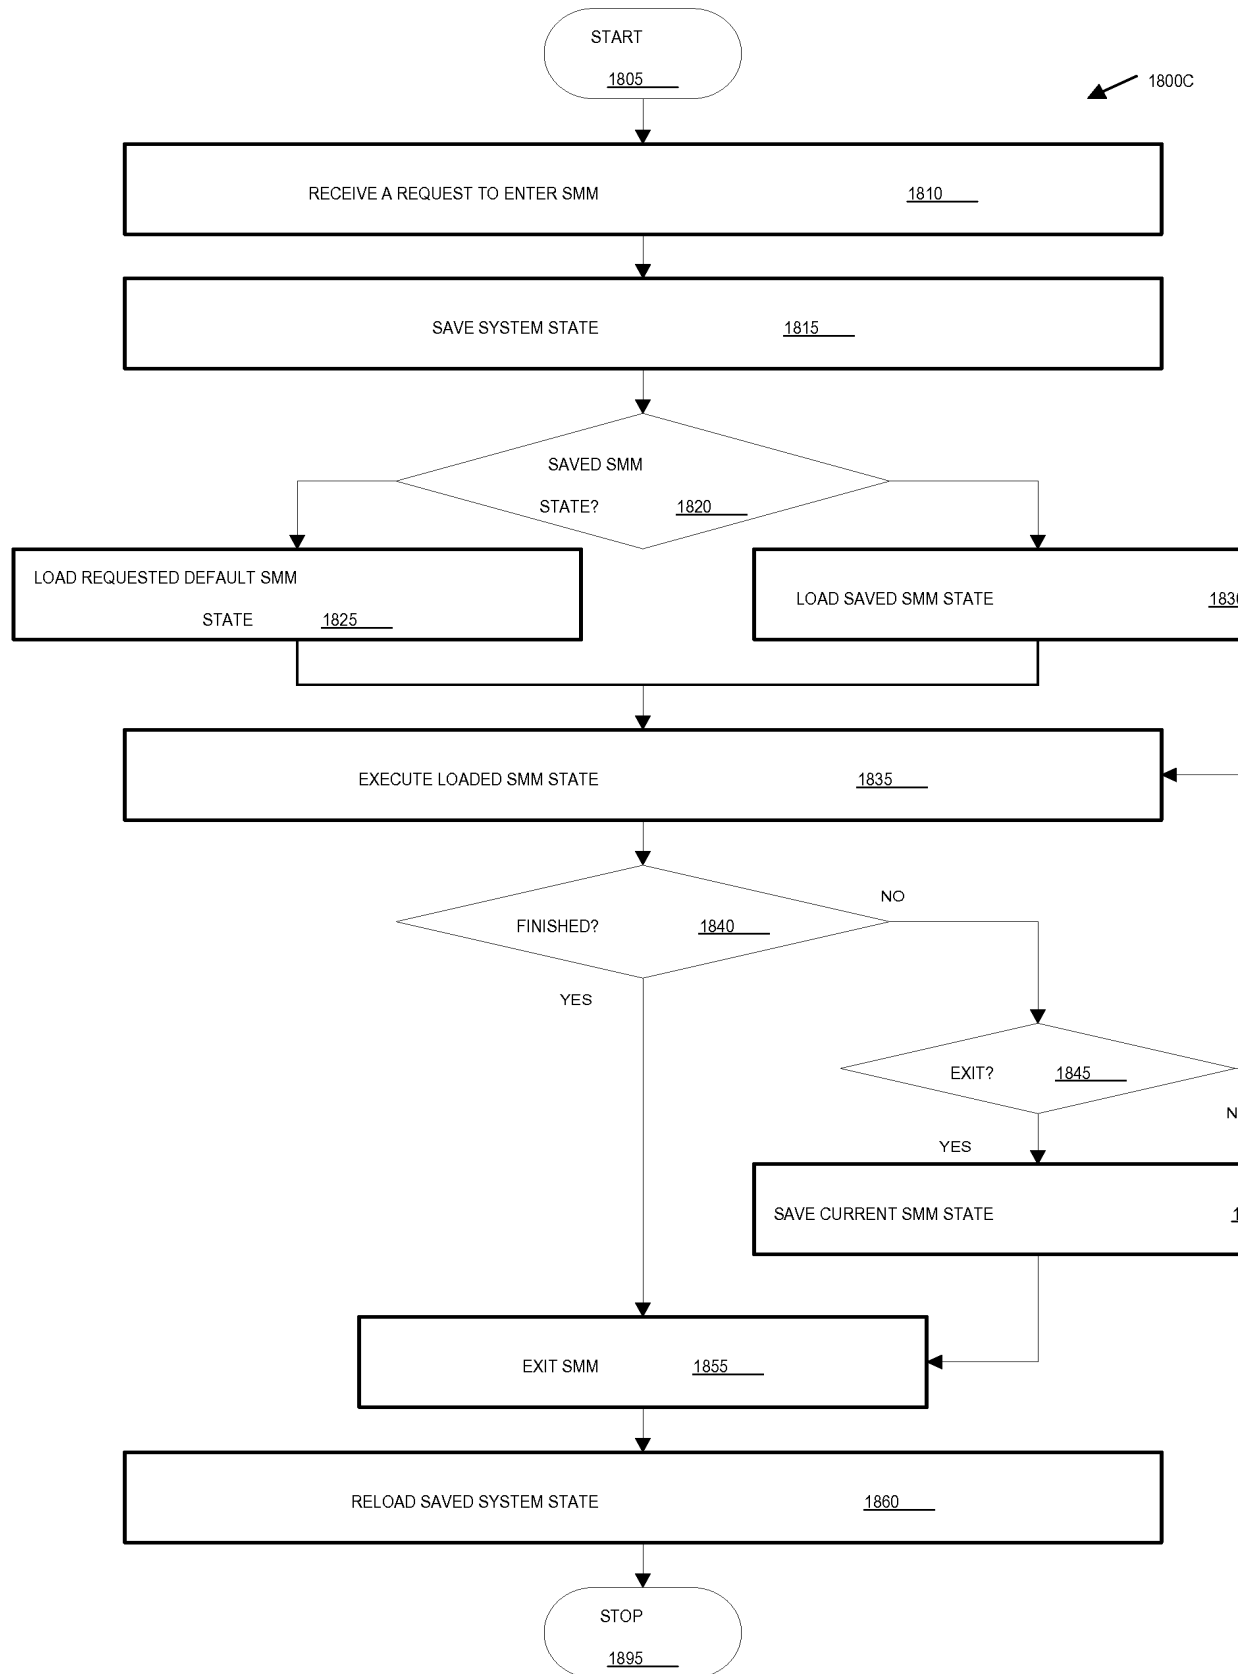 START
1805
1800C
RECEIVE A REQUEST TO ENTER SMM 1810
SAVE SYSTEM STATE 1815
SAVED SMM
STATE? 1820
LOAD REQUESTED DEFAULT SMM
STATE 1825
LOAD SAVED SMM STATE 1830
EXECUTE LOADED SMM STATE 1835
NO
FINISHED? 1840
YES
EXIT? 1845
N
YES
SAVE CURRENT SMM STATE 1
EXIT SMM 1855
RELOAD SAVED SYSTEM STATE 1860
STOP
1895